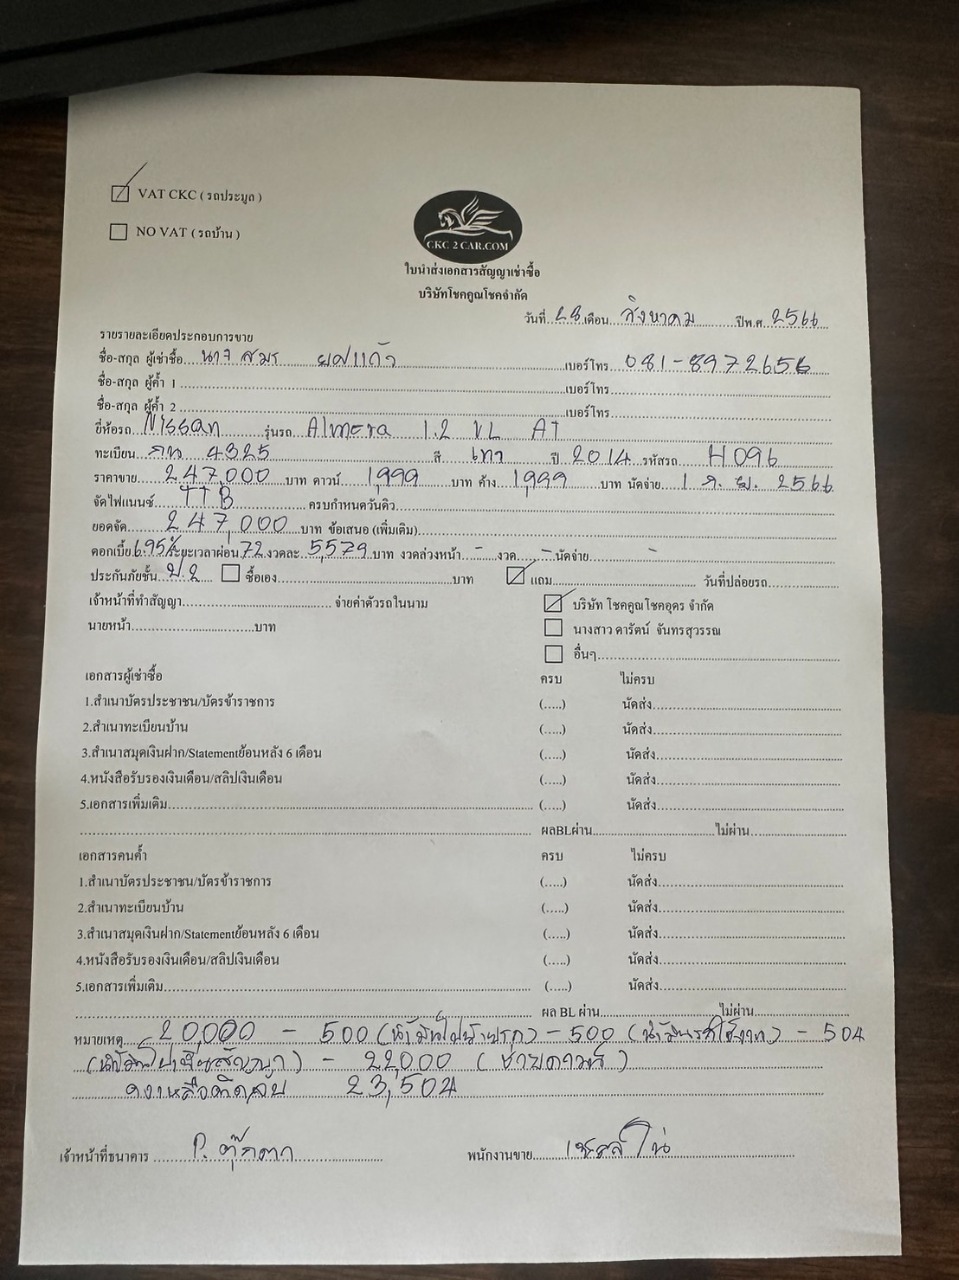 VAT CKC ( รถประมูล )
NO VAT ( รถบ้าน )
CKC 2 CAR.COM
ใบนำส่งเอกสารสัญญาเช่าซื้อ
บริษัทโชคคูณโชคจำกัด
วันที่ 28 เดือน สิงหาคม ปีพ.ศ 2566
รายรายละเอียดประกอบการขาย
ชื่อ-สกุล ผู้เช่าซื้อ นาง สมร ยศแก้ว เบอร์โทร 081-8972656
ชื่อ-สกุล ผู้ค้ำ 1 เบอร์โทร
ชื่อ-สกุล ผู้ค้ำ 2 เบอร์โทร
ยี่ห้อรถ Nissan รุ่นรถ Almera 1.2 VL AT
ทะเบียน กน 4325 สี เทา ปี 2014 รหัสรถ H096
ราคาขาย 247,000 บาท ดาวน์ 1,999 บาท ค้าง 1,999 บาท นัดจ่าย 1 ก.ย. 2566
จัดไฟแนนซ์ TTB ครบกำหนดวันดิว
ยอดจัด 247,000 บาท ข้อเสนอ (เพิ่มเติม)
ดอกเบี้ย 6.95% ระยะเวลาผ่อน 72 งวดละ 5,579 บาท งวดล่วงหน้า - งวด - นัดจ่าย -
ประกันภัยชั้น ป.2 ซื้อเอง บาท แถม วันที่ปล่อยรถ
เจ้าหน้าที่ทำสัญญา จ่ายค่าตัวรถในนาม บริษัท โชคคูณโชคอุดร จำกัด
นายหน้า บาท นางสาว ดารัตน์ จันทรสุวรรณ
อื่นๆ
เอกสารผู้เช่าซื้อ ครบ ไม่ครบ
1.สำเนาบัตรประชาชน/บัตรข้าราชการ (.....) นัดส่ง
2.สำเนาทะเบียนบ้าน (.....) นัดส่ง
3.สำเนาสมุดเงินฝาก/Statementย้อนหลัง 6 เดือน (.....) นัดส่ง
4.หนังสือรับรองเงินเดือน/สลิปเงินเดือน (.....) นัดส่ง
5.เอกสารเพิ่มเติม (.....) นัดส่ง
ผลBLผ่าน ไม่ผ่าน
เอกสารคนค้ำ ครบ ไม่ครบ
1.สำเนาบัตรประชาชน/บัตรข้าราชการ (.....) นัดส่ง
2.สำเนาทะเบียนบ้าน (.....) นัดส่ง
3.สำเนาสมุดเงินฝาก/Statementย้อนหลัง 6 เดือน (.....) นัดส่ง
4.หนังสือรับรองเงินเดือน/สลิปเงินเดือน (.....) นัดส่ง
5.เอกสารเพิ่มเติม (.....) นัดส่ง
ผล BL ผ่าน ไม่ผ่าน
หมายเหตุ 20,000 - 500 - 500 - 504
- 22,000 ( ช่วยดาวน์ )
คงเหลือติดลบ 23,504
เจ้าหน้าที่ธนาคาร P. ตุ๊กตา พนักงานขาย